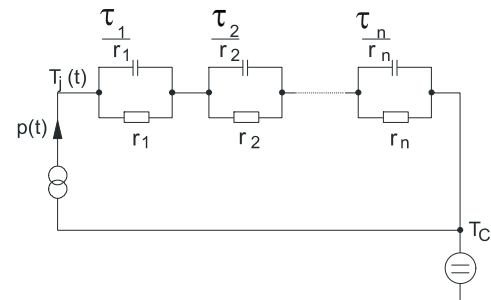 τ1 τ2 τn
r1 r2 rn
Tj (t)
p(t)
r1 r2 rn
TC